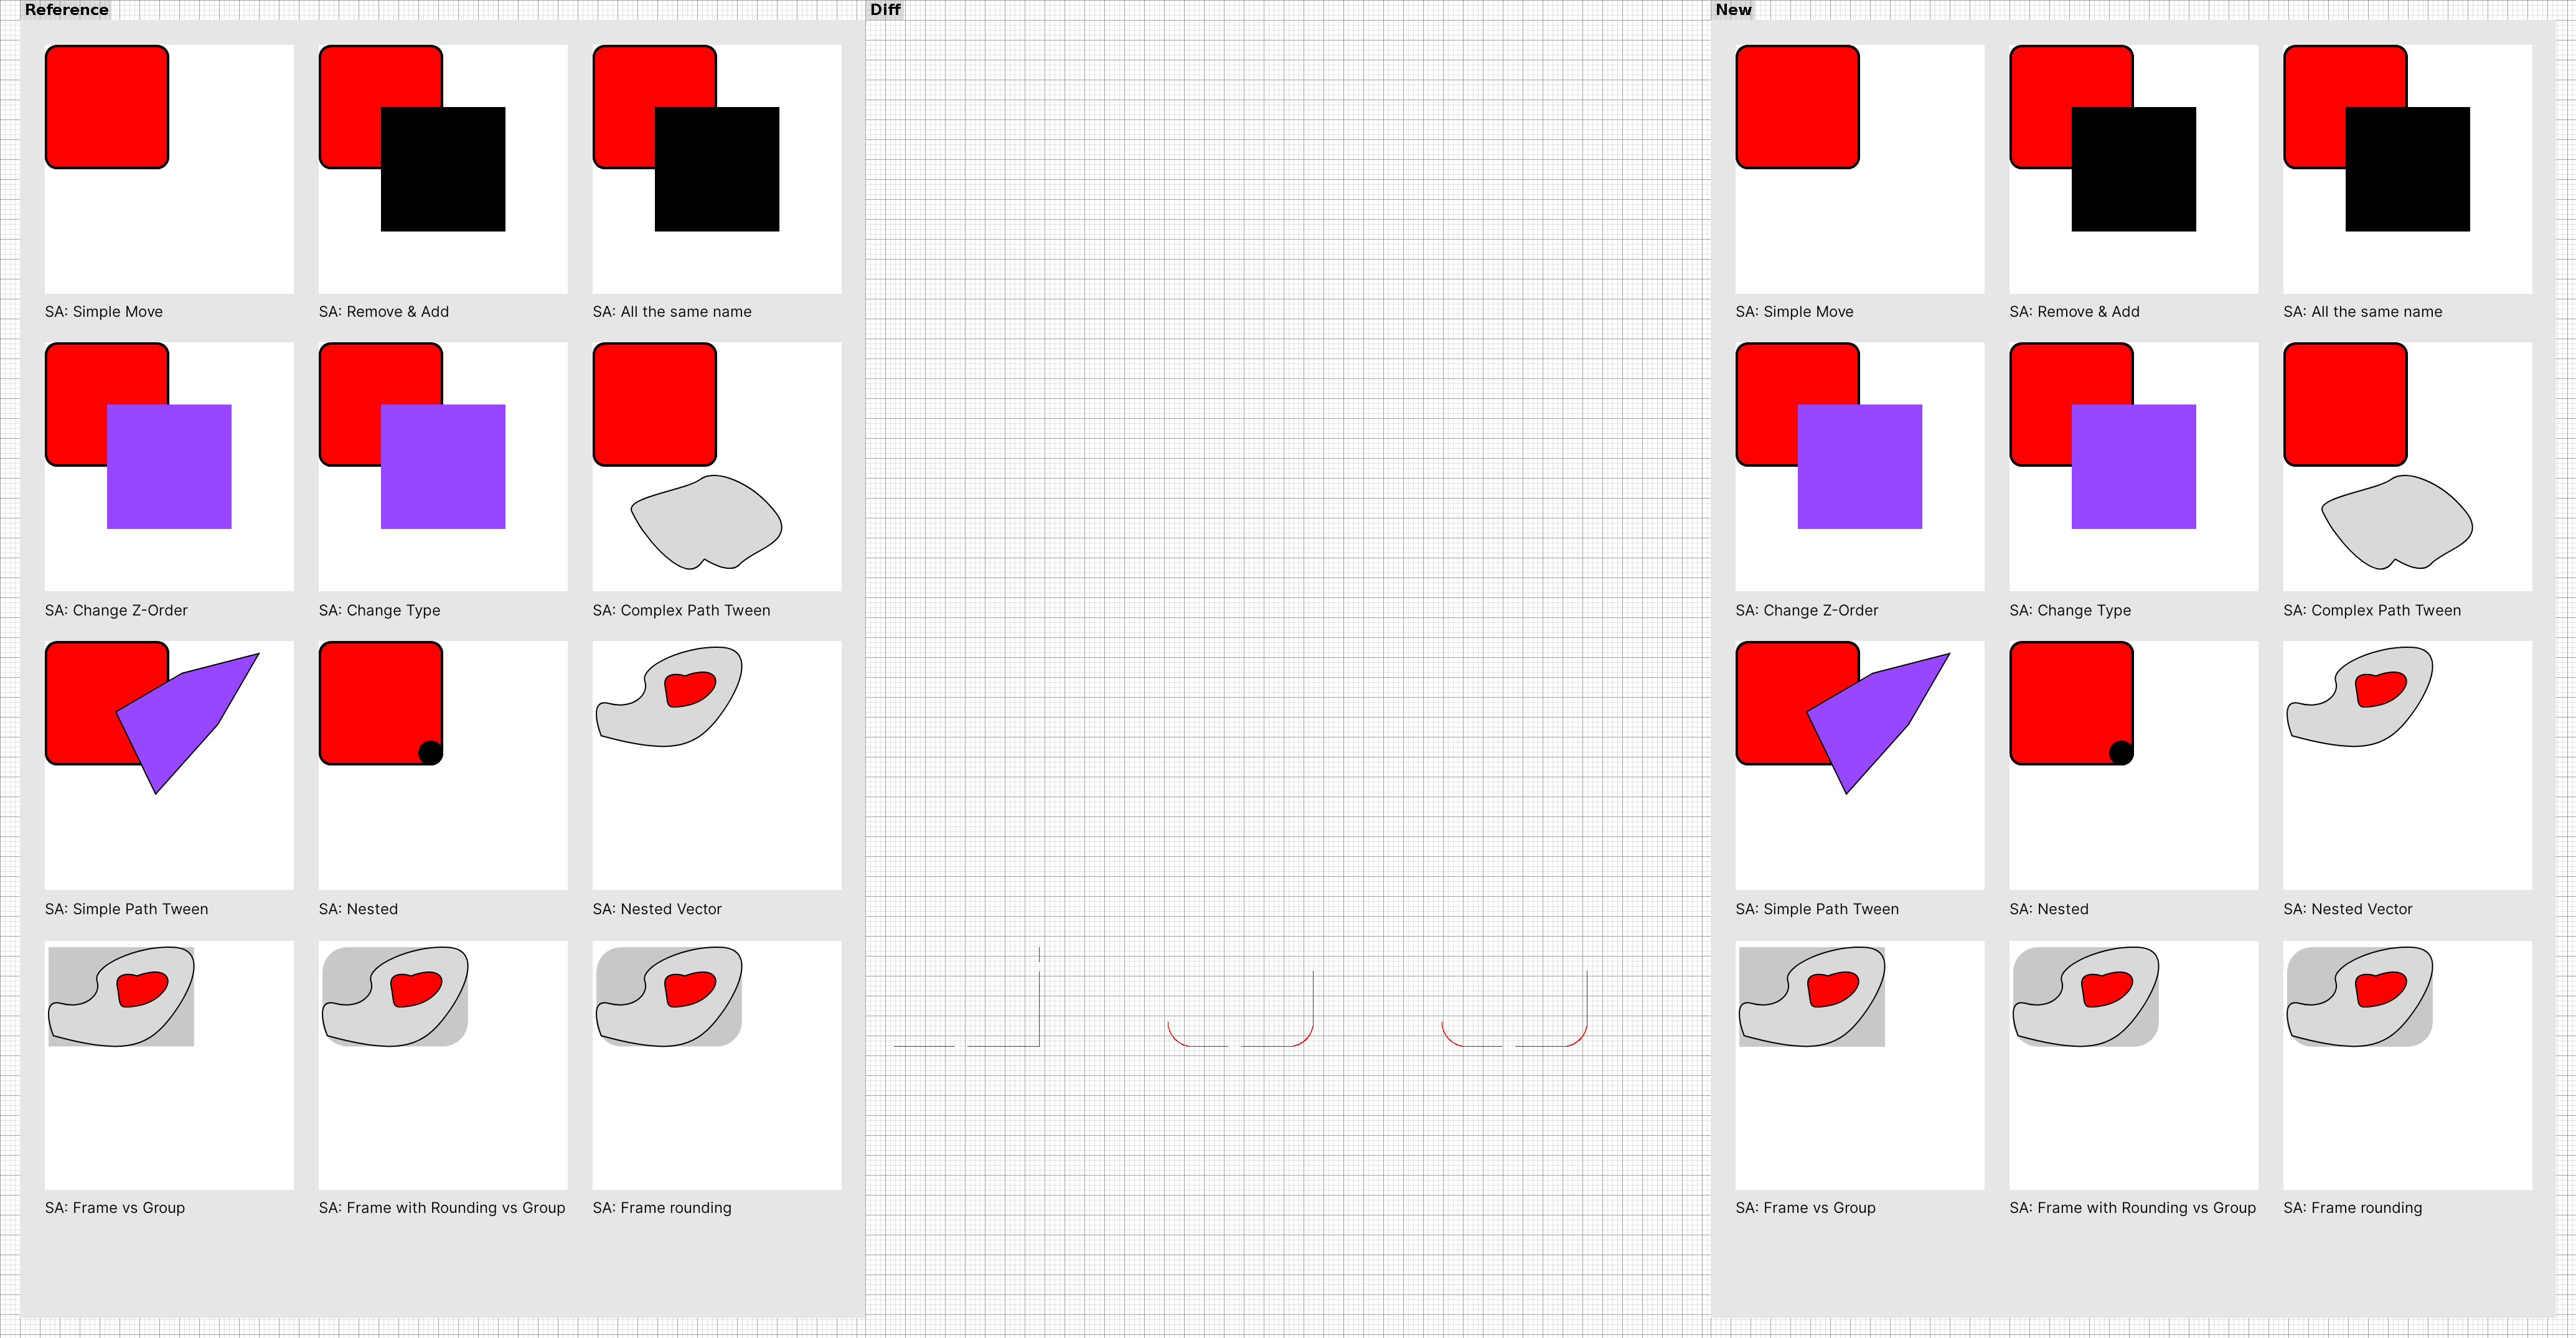 Reference
Diff
New
SA: Simple Move
SA: Remove & Add
SA: All the same name
SA: Simple Move
SA: Remove & Add
SA: All the same name
SA: Change Z-Order
SA: Change Type
SA: Complex Path Tween
SA: Change Z-Order
SA: Change Type
SA: Complex Path Tween
SA: Simple Path Tween
SA: Nested
SA: Nested Vector
SA: Simple Path Tween
SA: Nested
SA: Nested Vector
SA: Frame vs Group
SA: Frame with Rounding vs Group
SA: Frame rounding
SA: Frame vs Group
SA: Frame with Rounding vs Group
SA: Frame rounding